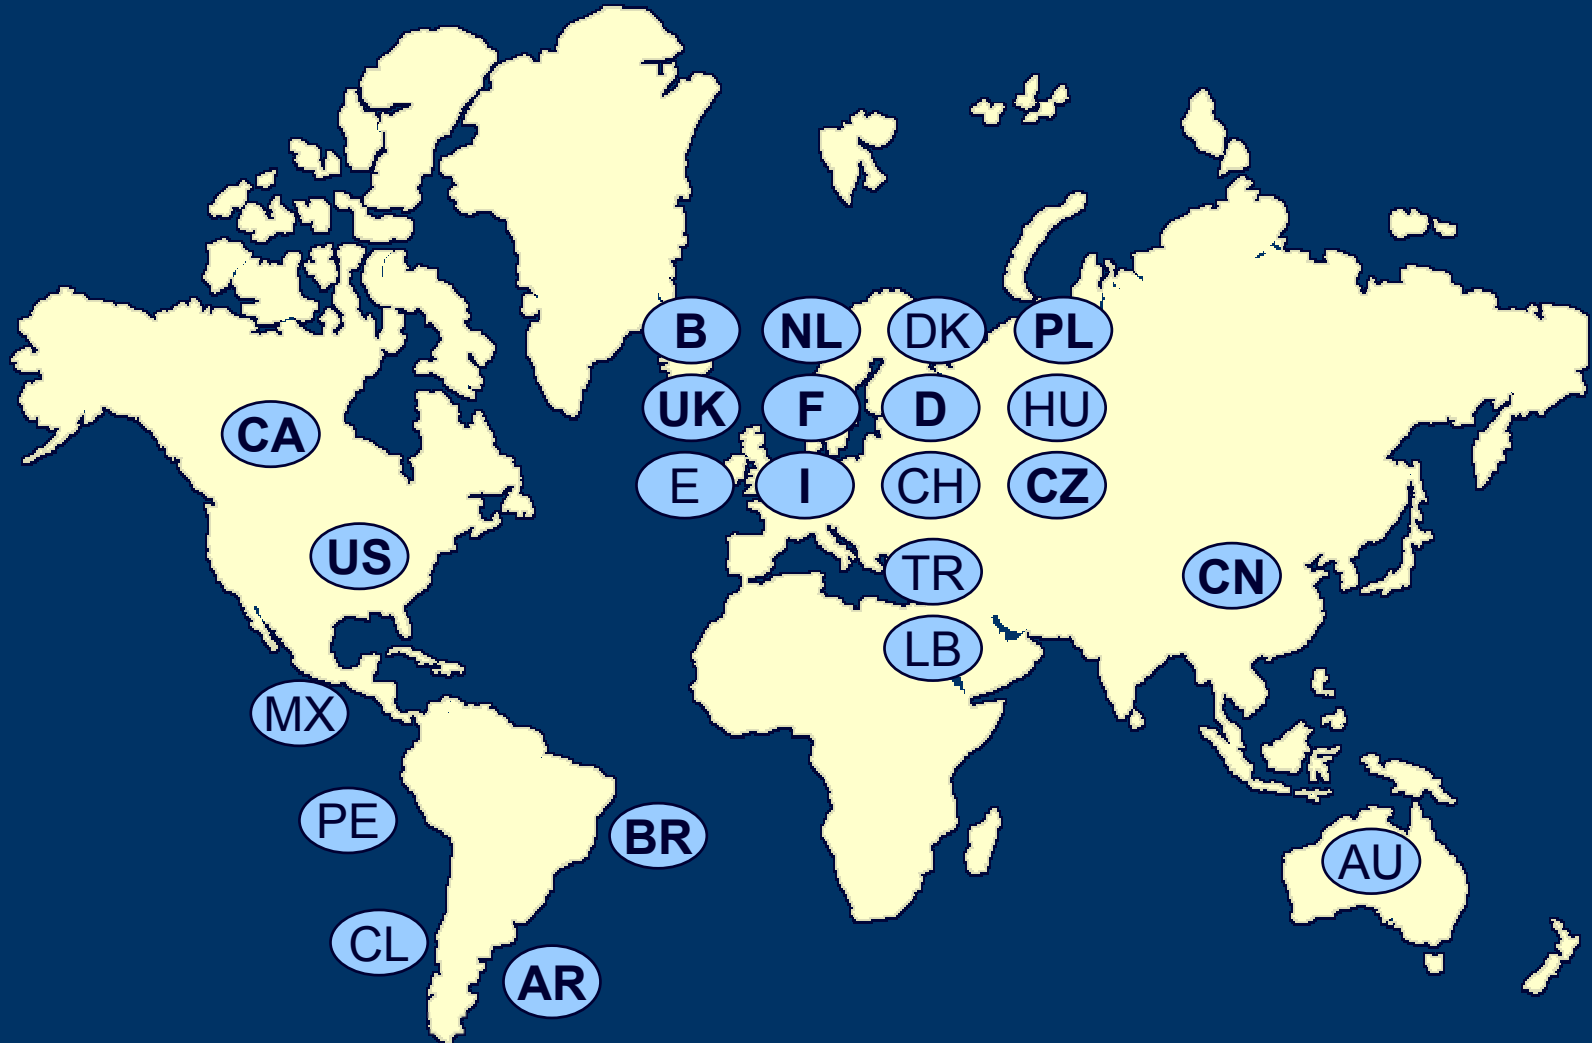 B NL DK PL
UK F D HU
CA
E I CH CZ
US
TR
CN
LB
MX
PE
BR
AU
CL
AR